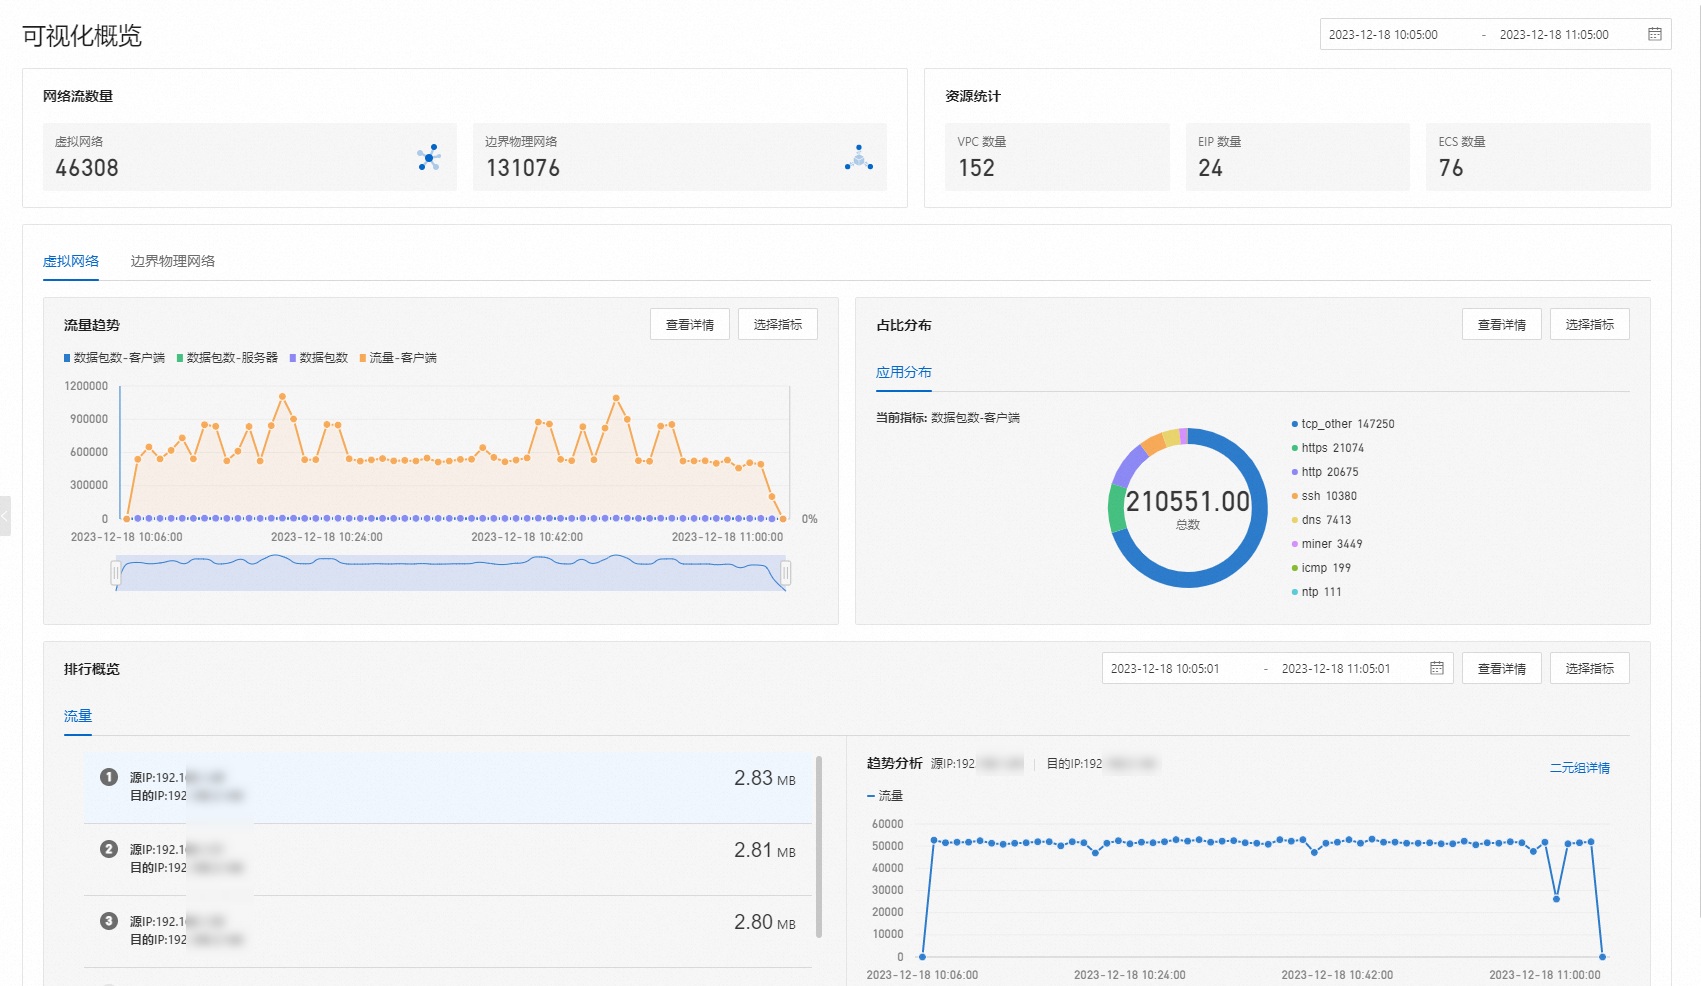 可视化概览
2023-12-18 10:05:00 - 2023-12-18 11:05:00
网络流数量
虚拟网络
46308
边界物理网络
131076
资源统计
VPC 数量
152
EIP 数量
24
ECS 数量
76
虚拟网络 边界物理网络
流量趋势
查看详情 选择指标
数据包数-客户端 数据包数-服务器 数据包数 流量-客户端
1200000
900000
600000
300000
0
0%
2023-12-18 10:06:00 2023-12-18 10:24:00 2023-12-18 10:42:00 2023-12-18 11:00:00
占比分布
查看详情 选择指标
应用分布
当前指标: 数据包数-客户端
210551.00
总数
tcp_other 147250
https 21074
http 20675
ssh 10380
dns 7413
miner 3449
icmp 199
ntp 111
排行概览
2023-12-18 10:05:01 - 2023-12-18 11:05:01
查看详情 选择指标
流量
1 源IP:192.1
目的IP:192
2.83 MB
2 源IP:192.1
目的IP:192
2.81 MB
3 源IP:192.1
目的IP:192
2.80 MB
趋势分析 源IP:192 目的IP:192
二元组详情
流量
60000
50000
40000
30000
20000
10000
0
2023-12-18 10:06:00 2023-12-18 10:24:00 2023-12-18 10:42:00 2023-12-18 11:00:00